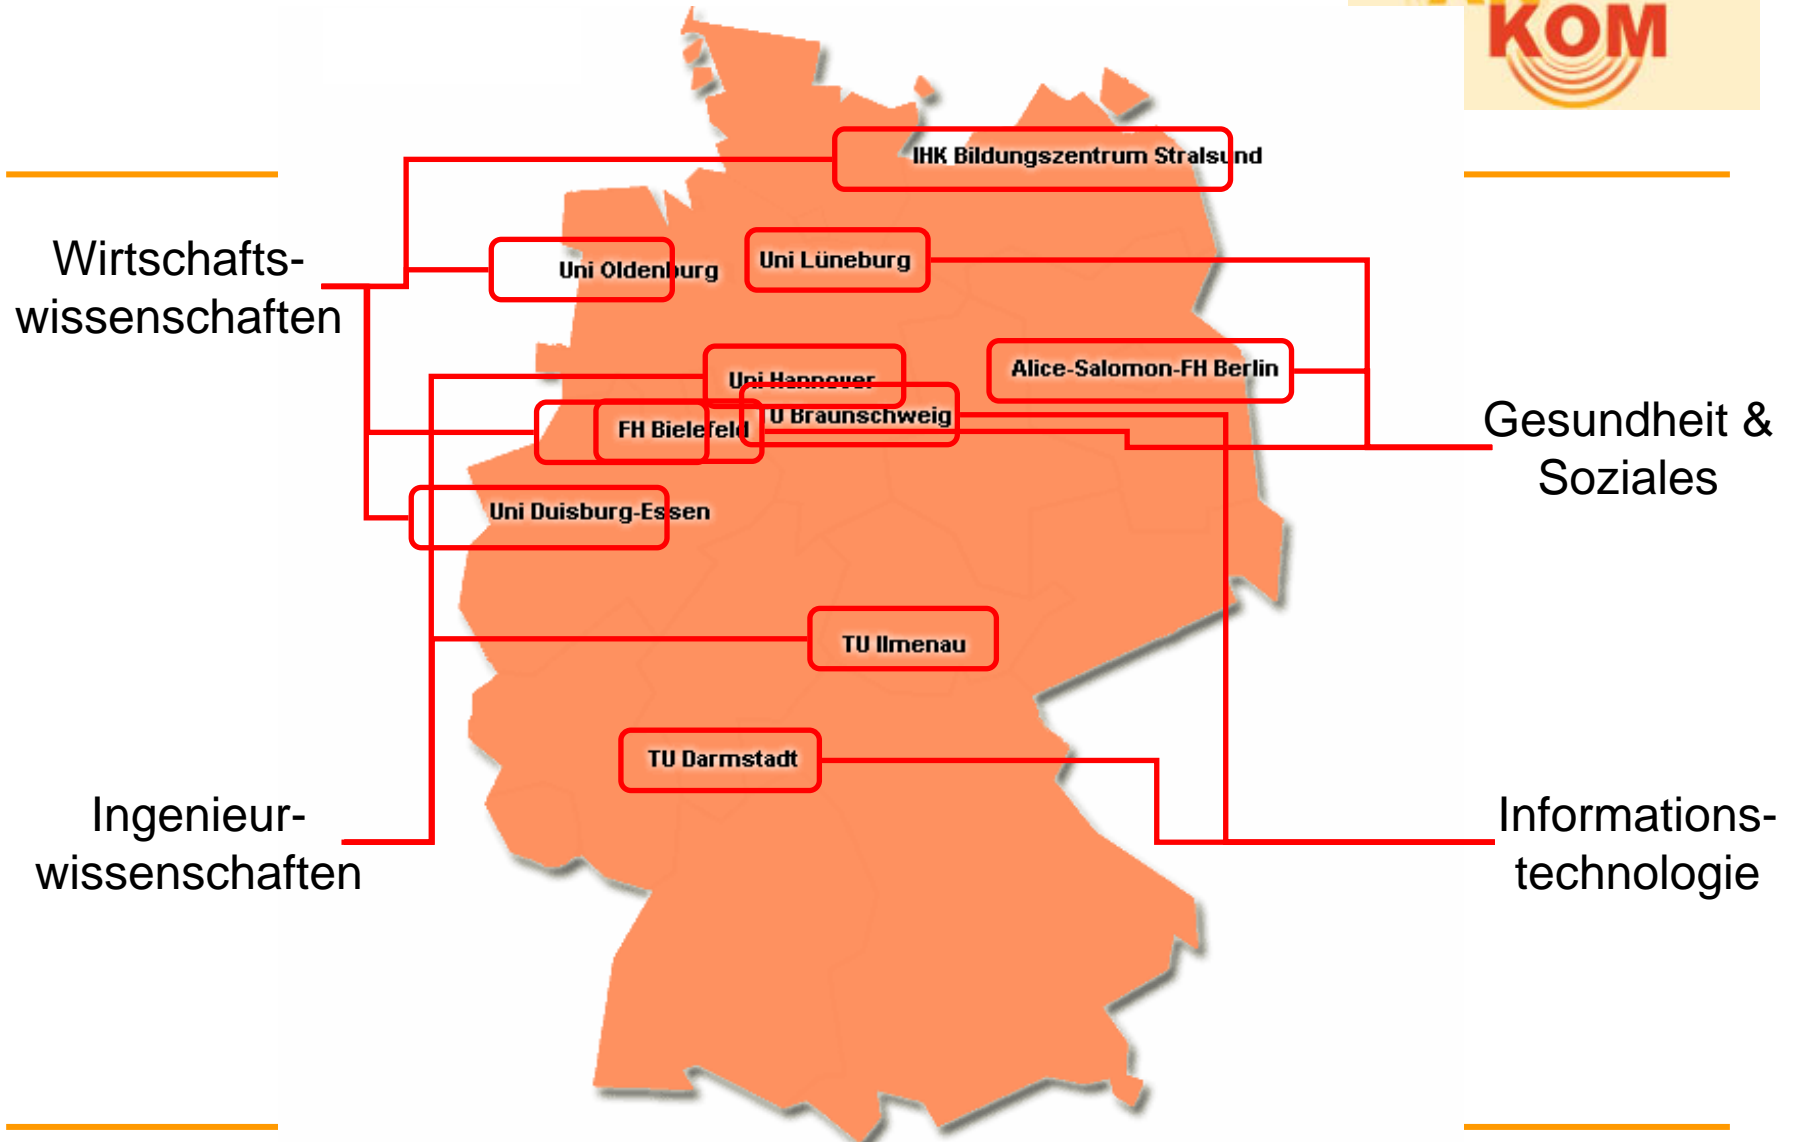 KOM
IHK Bildungszentrum Stralsund
Wirtschafts-
wissenschaften
Uni Oldenburg
Uni Lüneburg
Uni Hannover
Alice-Salomon-FH Berlin
U Braunschweig
FH Bielefeld
Gesundheit &
Soziales
Uni Duisburg-Essen
TU Ilmenau
TU Darmstadt
Ingenieur-
wissenschaften
Informations-
technologie